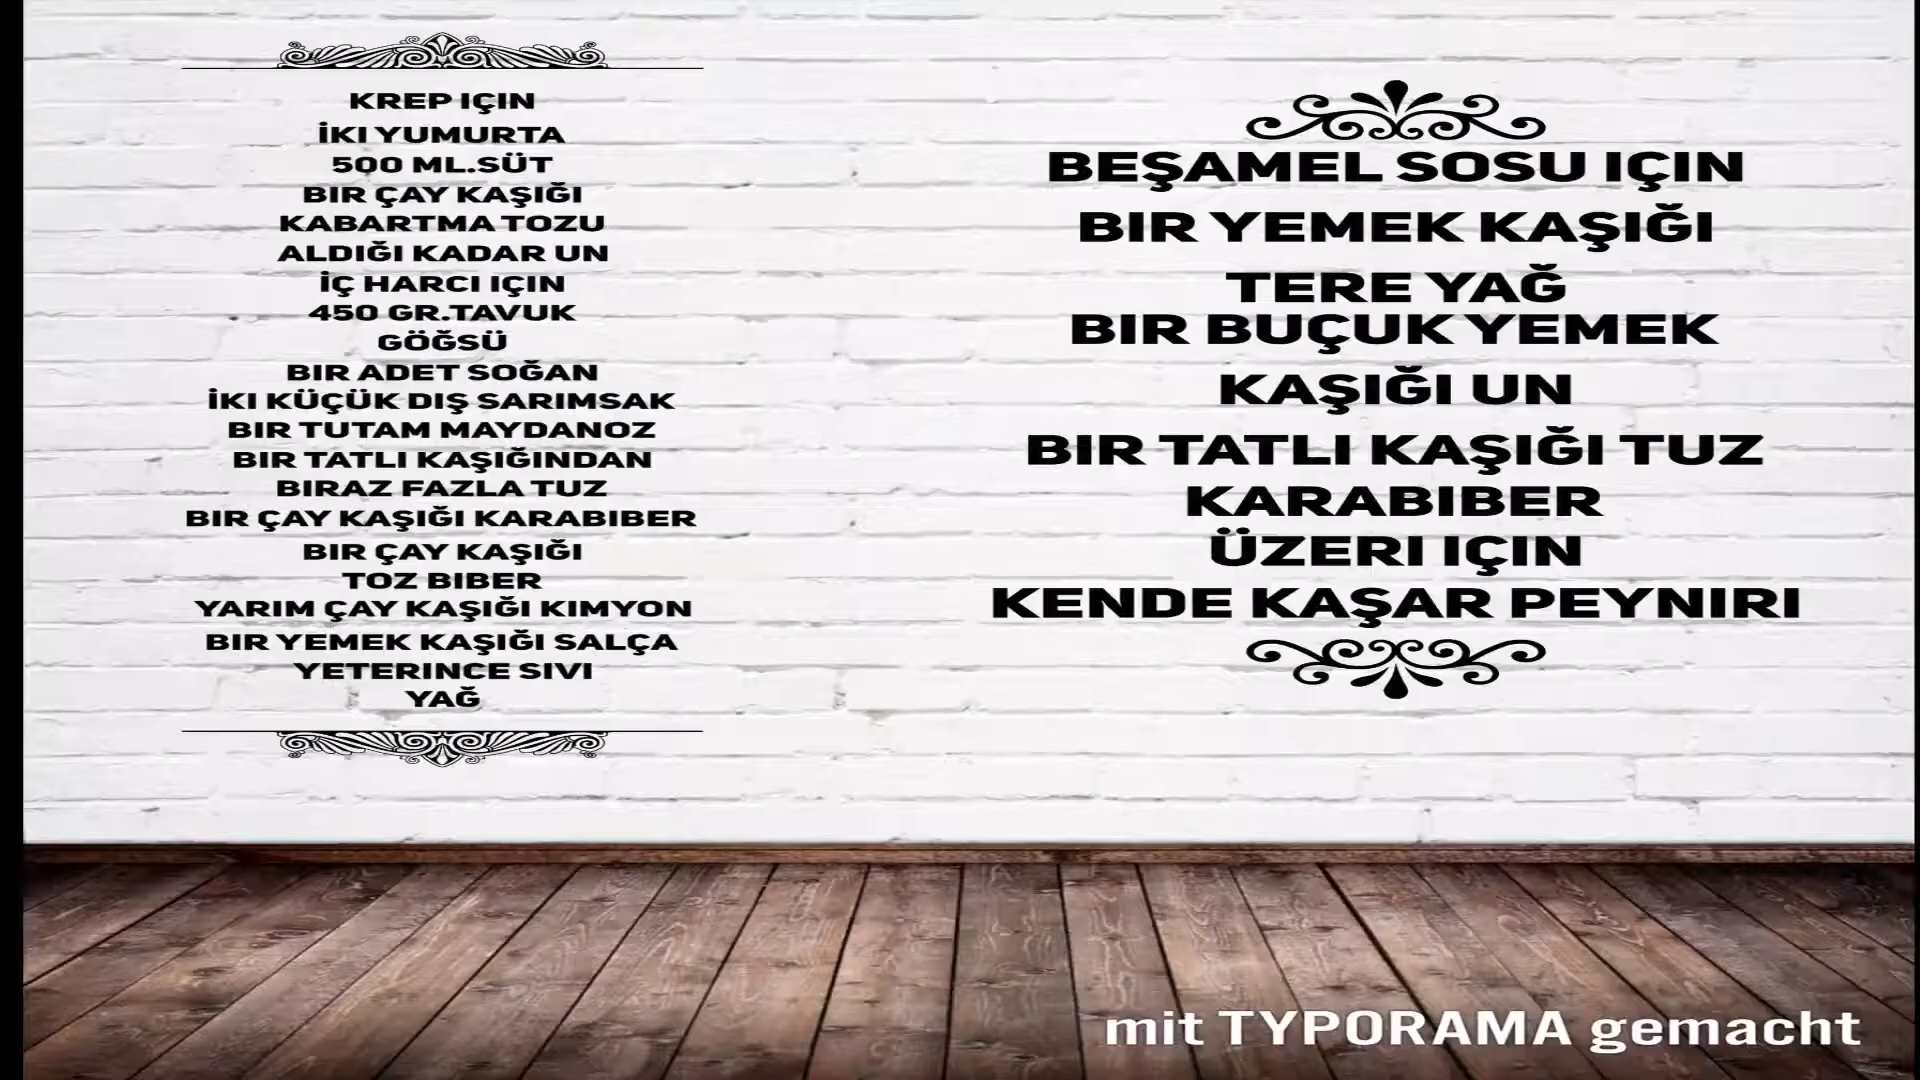 KREP IÇIN
İKI YUMURTA
500 ML.SÜT
BIR ÇAY KAŞIĞI
KABARTMA TOZU
ALDIĞI KADAR UN
İÇ HARCI IÇIN
450 GR.TAVUK
GÖĞSÜ
BIR ADET SOĞAN
İKI KÜÇÜK DIŞ SARIMSAK
BIR TUTAM MAYDANOZ
BIR TATLI KAŞIĞINDAN
BIRAZ FAZLA TUZ
BIR ÇAY KAŞIĞI KARABIBER
BIR ÇAY KAŞIĞI
TOZ BIBER
YARIM ÇAY KAŞIĞI KIMYON
BIR YEMEK KAŞIĞI SALÇA
YETERINCE SIVI
YAĞ
BEŞAMEL SOSU IÇIN
BIR YEMEK KAŞIĞI
TERE YAĞ
BIR BUÇUK YEMEK
KAŞIĞI UN
BIR TATLI KAŞIĞI TUZ
KARABIBER
ÜZERI IÇIN
KENDE KAŞAR PEYNIRI
mit TYPORAMA gemacht